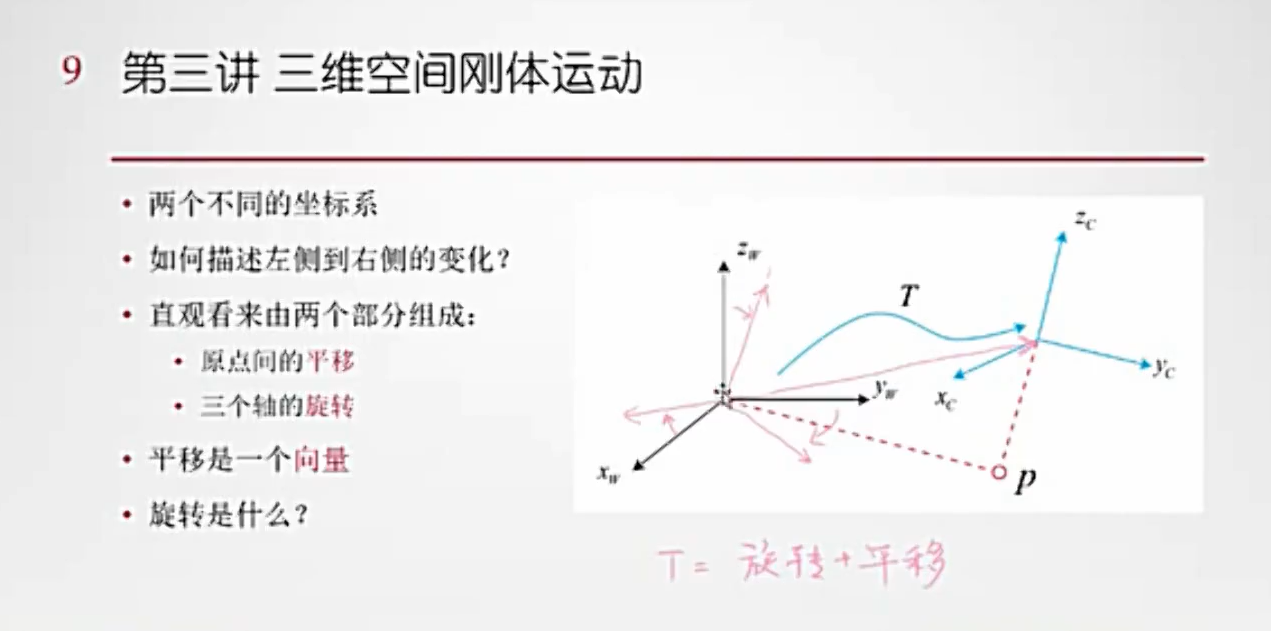 9 第三讲 三维空间刚体运动
• 两个不同的坐标系
• 如何描述左侧到右侧的变化？
• 直观看来由两个部分组成：
• 原点间的平移
• 三个轴的旋转
• 平移是一个向量
• 旋转是什么？
z_C
z_W
T
y_C
y_W
x_C
x_W
p
T = 旋转+平移